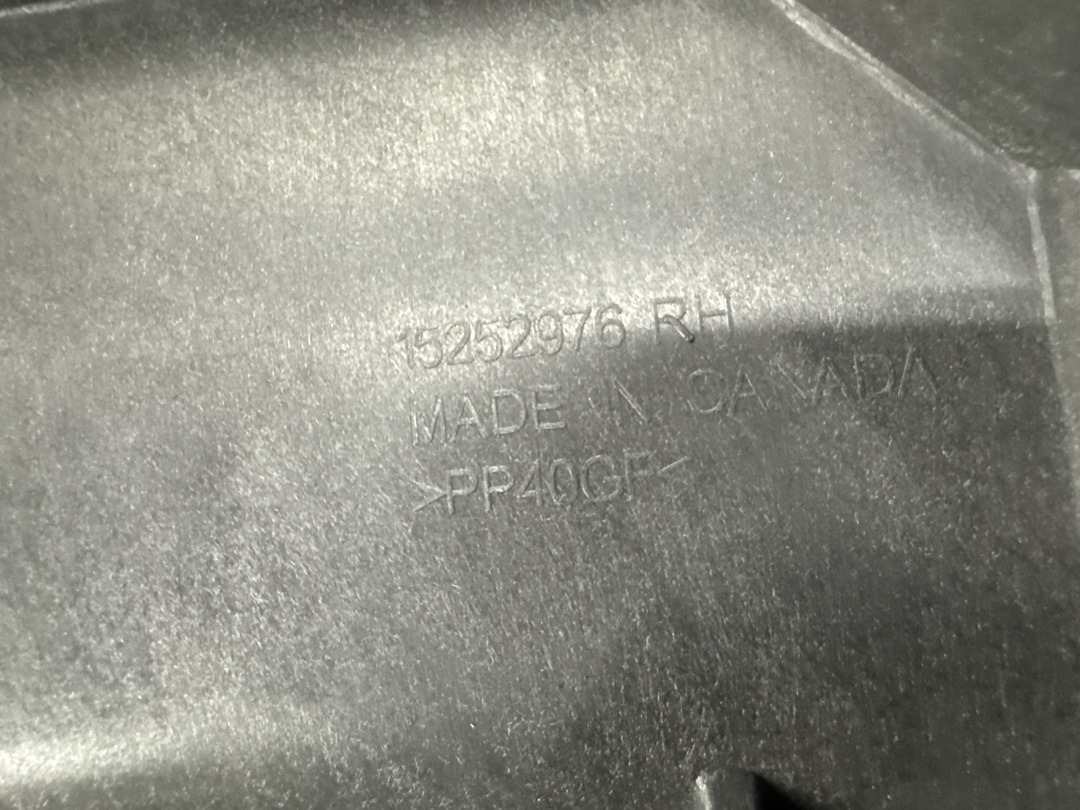 15252976 RH
MADE IN CANADA
>PP40GF<